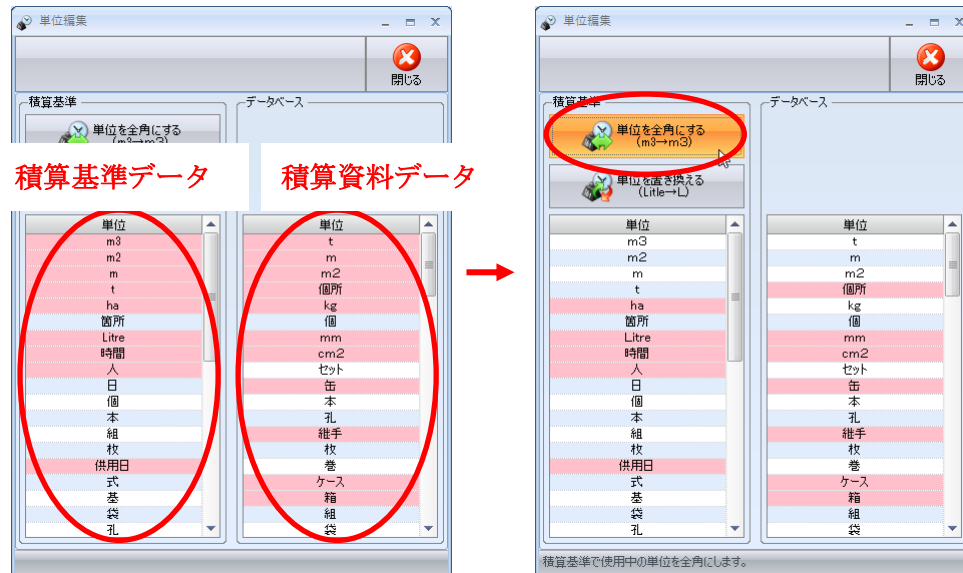 単位編集
閉じる
積算基準
データベース
単位を全角にする
(m3→m3)
積算基準データ
積算資料データ
単位
m3
m2
m
t
ha
箇所
Litre
時間
人
日
個
本
組
枚
供用日
式
基
袋
孔
単位
t
m
m2
個所
kg
個
mm
cm2
セット
缶
本
孔
継手
枚
巻
ケース
箱
組
袋
単位編集
閉じる
積算基準
データベース
単位を全角にする
(m3→m3)
単位を置き換える
(Litle→L)
単位
m3
m2
m
t
ha
箇所
Litre
時間
人
日
個
本
組
枚
供用日
式
基
袋
孔
単位
t
m
m2
個所
kg
個
mm
cm2
セット
缶
本
孔
継手
枚
巻
ケース
箱
組
袋
積算基準で使用中の単位を全角にします。